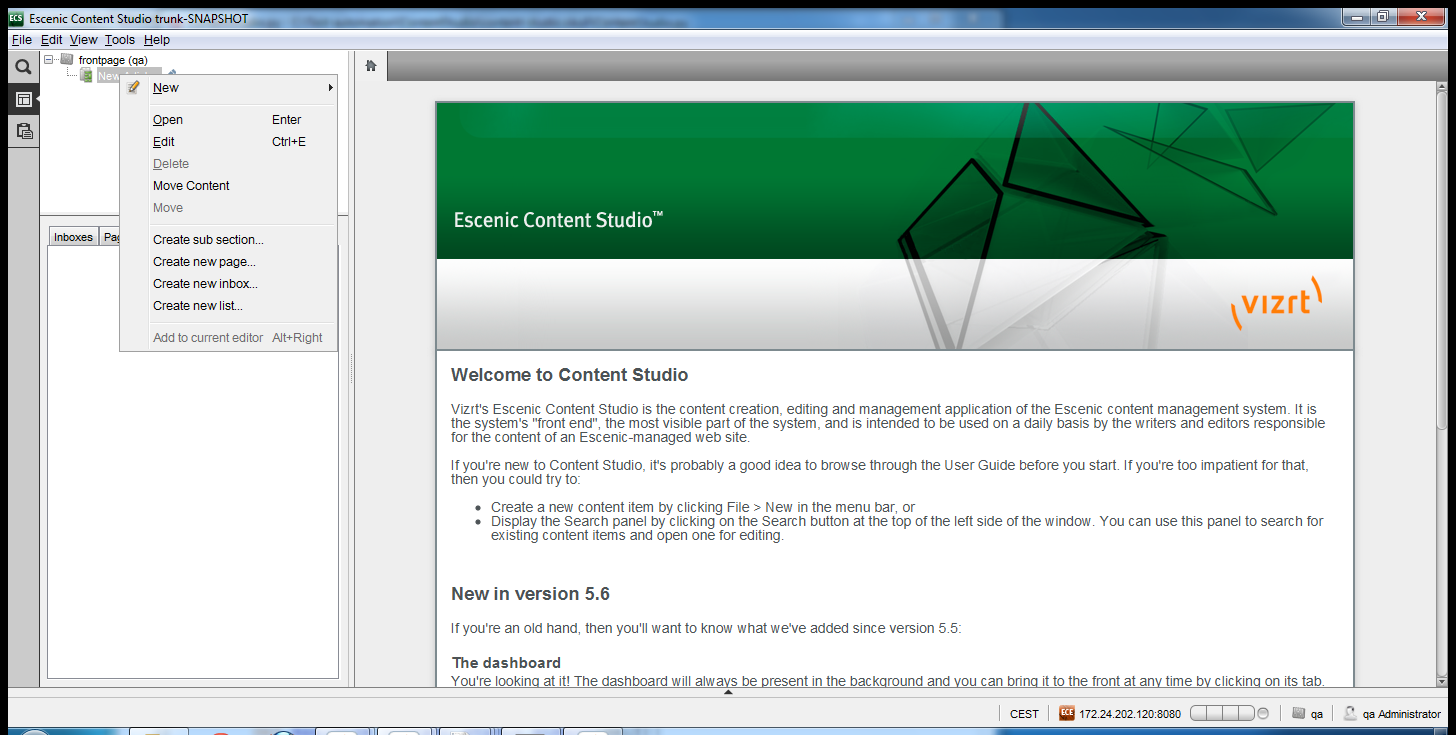 ECS Escenic Content Studio trunk-SNAPSHOT
File Edit View Tools Help
frontpage (qa)
New
New
Open Enter
Edit Ctrl+E
Delete
Move Content
Move
Create sub section...
Create new page...
Create new inbox...
Create new list...
Add to current editor Alt+Right
Inboxes Pag
Escenic Content Studio™
vizrt
Welcome to Content Studio
Vizrt's Escenic Content Studio is the content creation, editing and management application of the Escenic content management system. It is
the system's "front end", the most visible part of the system, and is intended to be used on a daily basis by the writers and editors responsible
for the content of an Escenic-managed web site.
If you're new to Content Studio, it's probably a good idea to browse through the User Guide before you start. If you're too impatient for that,
then you could try to:
• Create a new content item by clicking File > New in the menu bar, or
• Display the Search panel by clicking on the Search button at the top of the left side of the window. You can use this panel to search for
existing content items and open one for editing.
New in version 5.6
If you're an old hand, then you'll want to know what we've added since version 5.5:
The dashboard
You're looking at it! The dashboard will always be present in the background and you can bring it to the front at any time by clicking on its tab.
CEST ECE 172.24.202.120:8080 qa qa Administrator